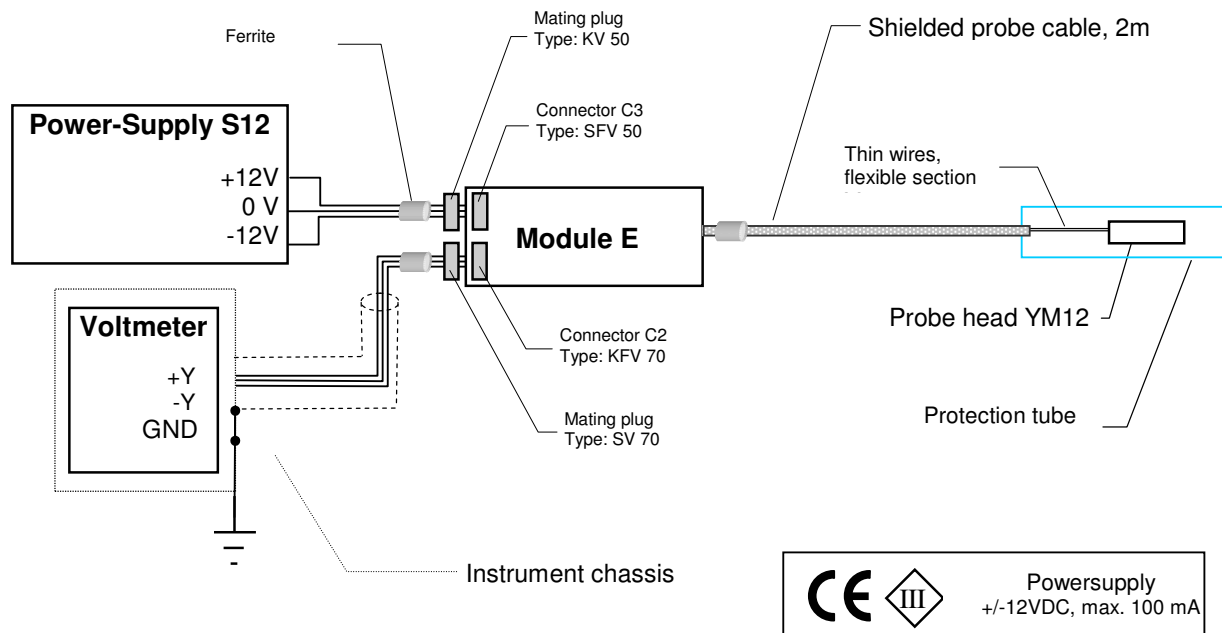 Ferrite
Mating plug
Type: KV 50
Shielded probe cable, 2m
Power-Supply S12
+12V
0 V
-12V
Connector C3
Type: SFV 50
Thin wires,
flexible section
Module E
Voltmeter
+Y
-Y
GND
Connector C2
Type: KFV 70
Probe head YM12
Mating plug
Type: SV 70
Protection tube
Instrument chassis
CE
III
Powersupply
+/-12VDC, max. 100 mA